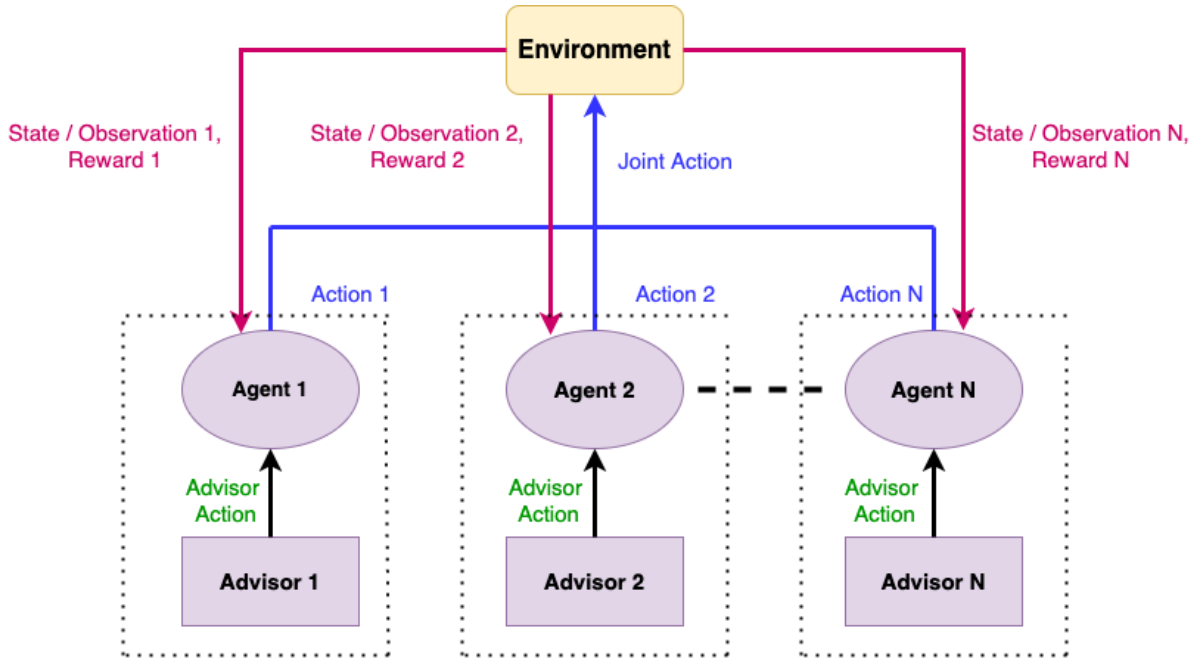 Environment
State / Observation 1,
Reward 1
State / Observation 2,
Reward 2
Joint Action
State / Observation N,
Reward N
Action 1
Action 2
Action N
Agent 1
Agent 2
Agent N
Advisor
Action
Advisor
Action
Advisor
Action
Advisor 1
Advisor 2
Advisor N